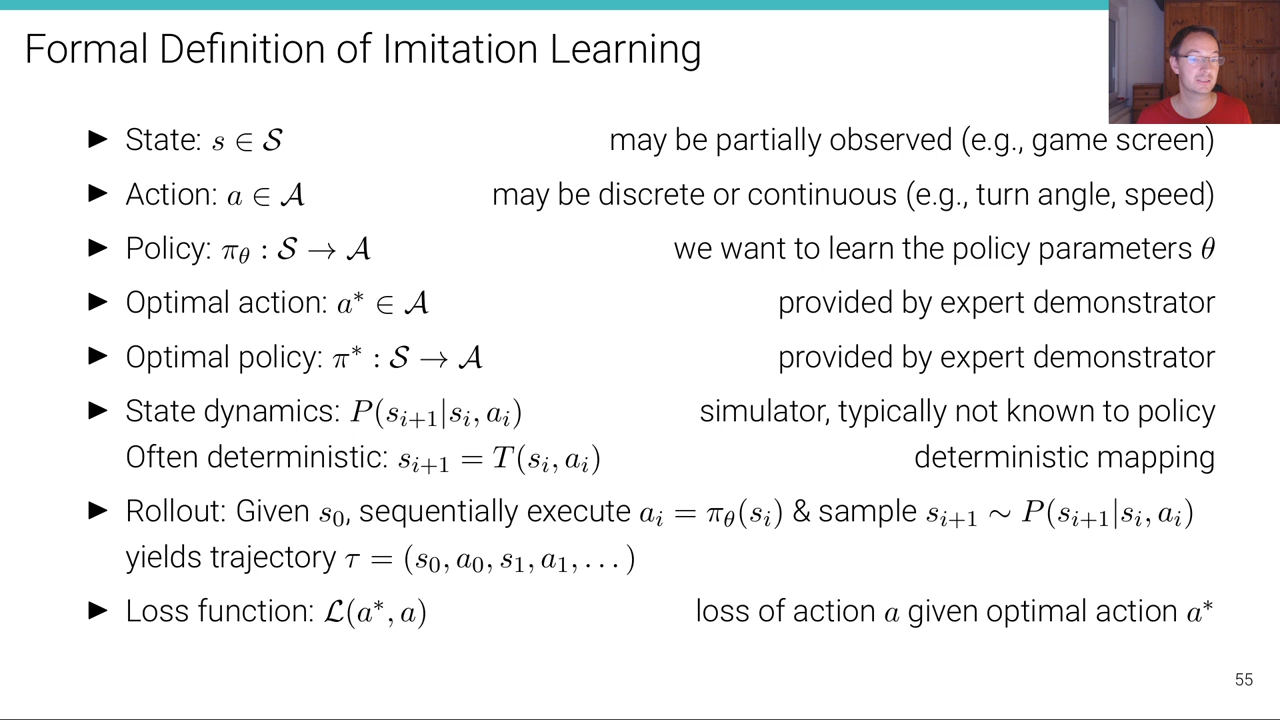 Formal Definition of Imitation Learning
▶ State: s ∈ 𝒮 may be partially observed (e.g., game screen)
▶ Action: a ∈ 𝒜 may be discrete or continuous (e.g., turn angle, speed)
▶ Policy: π_θ : 𝒮 → 𝒜 we want to learn the policy parameters θ
▶ Optimal action: a* ∈ 𝒜 provided by expert demonstrator
▶ Optimal policy: π* : 𝒮 → 𝒜 provided by expert demonstrator
▶ State dynamics: P(s_{i+1}|s_i, a_i) simulator, typically not known to policy
Often deterministic: s_{i+1} = T(s_i, a_i) deterministic mapping
▶ Rollout: Given s_0, sequentially execute a_i = π_θ(s_i) & sample s_{i+1} ∼ P(s_{i+1}|s_i, a_i)
yields trajectory τ = (s_0, a_0, s_1, a_1, . . . )
▶ Loss function: ℒ(a*, a) loss of action a given optimal action a*
55